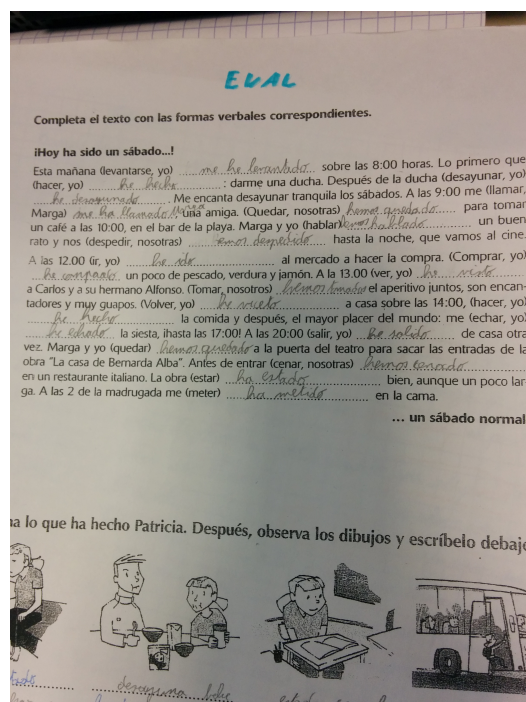 EVAL
Completa el texto con las formas verbales correspondientes.
¡Hoy ha sido un sábado...!
Esta mañana (levantarse, yo) me he levantado sobre las 8:00 horas. Lo primero que
(hacer, yo) he hecho : darme una ducha. Después de la ducha (desayunar, yo)
he desayunado . Me encanta desayunar tranquila los sábados. A las 9:00 me (llamar,
Marga) me ha llamado Marga, una amiga. (Quedar, nosotras) hemos quedado para tomar
un café a las 10:00, en el bar de la playa. Marga y yo (hablar) hemos hablado un buen
rato y nos (despedir, nosotras) hemos despedido hasta la noche, que vamos al cine.
A las 12.00 (ir, yo) he ido al mercado a hacer la compra. (Comprar, yo)
he compado un poco de pescado, verdura y jamón. A la 13.00 (ver, yo) he visto
a Carlos y a su hermano Alfonso. (Tomar, nosotros) hemos tomado el aperitivo juntos, son encan-
tadores y muy guapos. (Volver, yo) he vuelto a casa sobre las 14:00, (hacer, yo)
he hecho la comida y después, el mayor placer del mundo: me (echar, yo)
he echado la siesta, ¡hasta las 17:00! A las 20:00 (salir, yo) he salido de casa otra
vez. Marga y yo (quedar) hemos quedado a la puerta del teatro para sacar las entradas de la
obra "La casa de Bernarda Alba". Antes de entrar (cenar, nosotras) hemos cenado
en un restaurante italiano. La obra (estar) ha estado bien, aunque un poco lar-
ga. A las 2 de la madrugada me (meter) ha metido en la cama.
... un sábado normal
na lo que ha hecho Patricia. Después, observa los dibujos y escríbelo debajo
desayuna